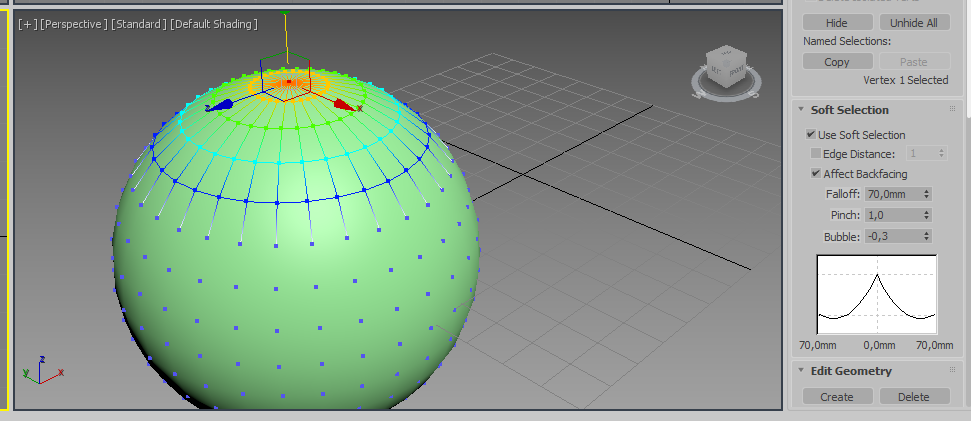 [+] [Perspective ] [Standard ] [Default Shading ]
z
x
z
y
x
Hide
Unhide All
Named Selections:
Copy
Paste
Vertex 1 Selected
Soft Selection
Use Soft Selection
Edge Distance: 1
Affect Backfacing
Falloff: 70,0mm
Pinch: 1,0
Bubble: -0,3
70,0mm 0,0mm 70,0mm
Edit Geometry
Create
Delete